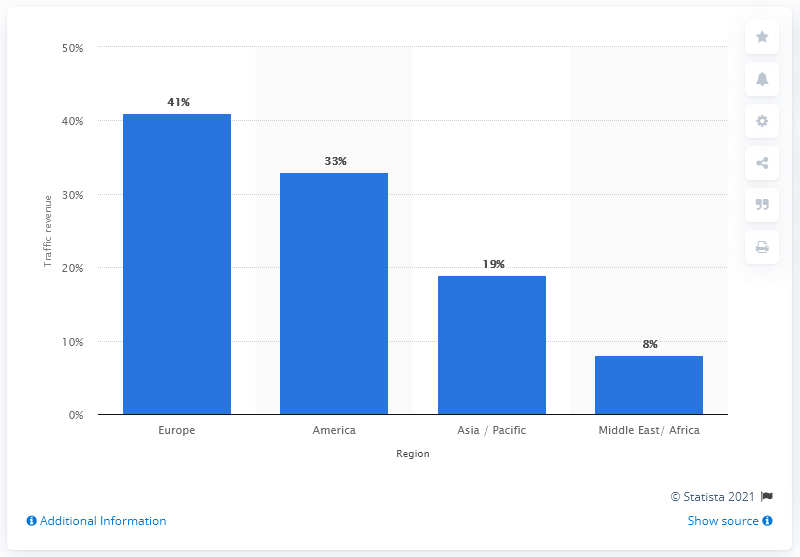 50%
40%
30%
20%
10%
0%
Traffic revenue
41%
33%
19%
8%
Europe
America
Asia / Pacific
Middle East/ Africa
Region
© Statista 2021
Additional Information
Show source